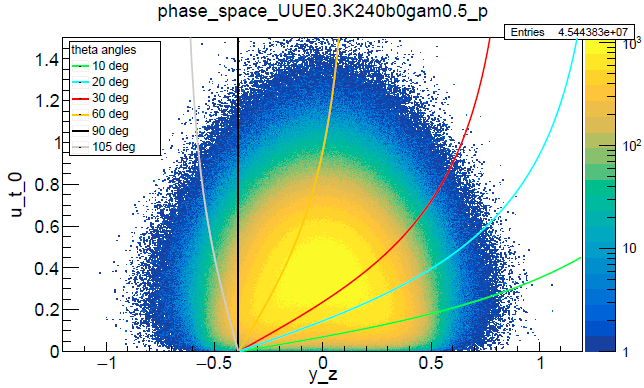 phase_space_UUE0.3K240b0gam0.5_p
Entries 4.544383e+07
theta angles
10 deg
20 deg
30 deg
60 deg
90 deg
105 deg
u_t_0
1.4
1.2
1
0.8
0.6
0.4
0.2
0
−1
−0.5
0
0.5
1
y_z
10³
10²
10
1